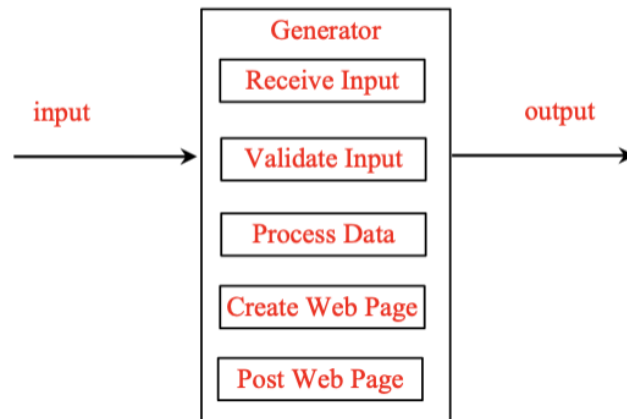 Generator
Receive Input
input
output
Validate Input
Process Data
Create Web Page
Post Web Page